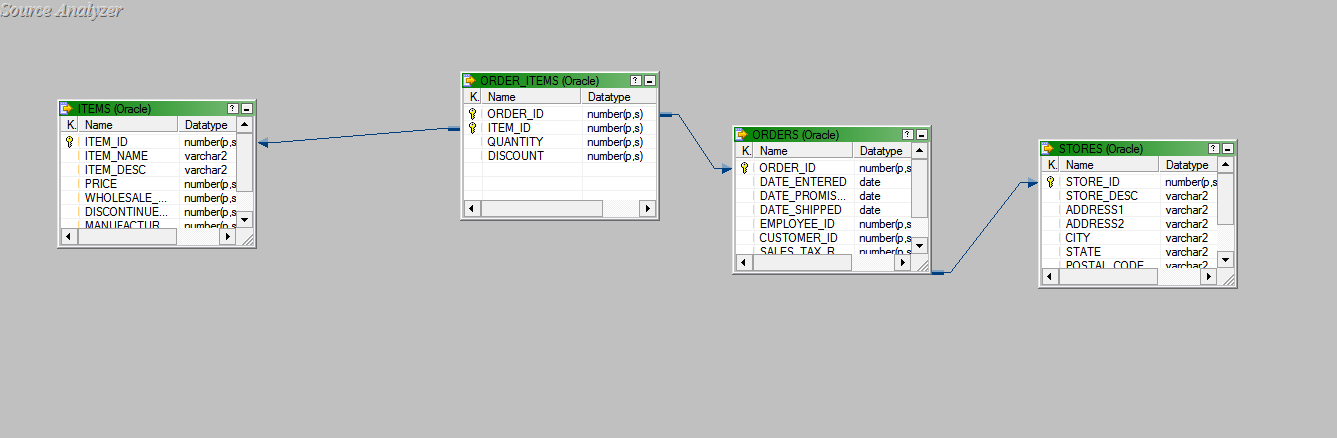 Source Analyzer
ITEMS (Oracle)
K. Name Datatype
ITEM_ID number(p,s
ITEM_NAME varchar2
ITEM_DESC varchar2
PRICE number(p,s
WHOLESALE_... number(p,s
DISCONTINUE... number(p,s
MANUFACTUR number(p,s
ORDER_ITEMS (Oracle)
K. Name Datatype
ORDER_ID number(p,s)
ITEM_ID number(p,s)
QUANTITY number(p,s)
DISCOUNT number(p,s)
ORDERS (Oracle)
K. Name Datatype
ORDER_ID number(p,s
DATE_ENTERED date
DATE_PROMIS... date
DATE_SHIPPED date
EMPLOYEE_ID number(p,s
CUSTOMER_ID number(p,s
SALES_TAX_R number(p,s
STORES (Oracle)
K. Name Datatype
STORE_ID number(p,s
STORE_DESC varchar2
ADDRESS1 varchar2
ADDRESS2 varchar2
CITY varchar2
STATE varchar2
POSTAL_CODE varchar2